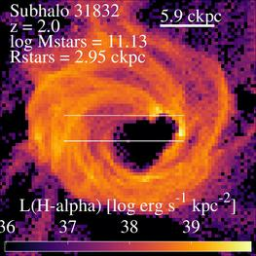 Subhalo 31832
5.9 ckpc
z = 2.0
log Mstars = 11.13
Rstars = 2.95 ckpc
L(H-alpha) [log erg s⁻¹ kpc⁻²]
36 37 38 39